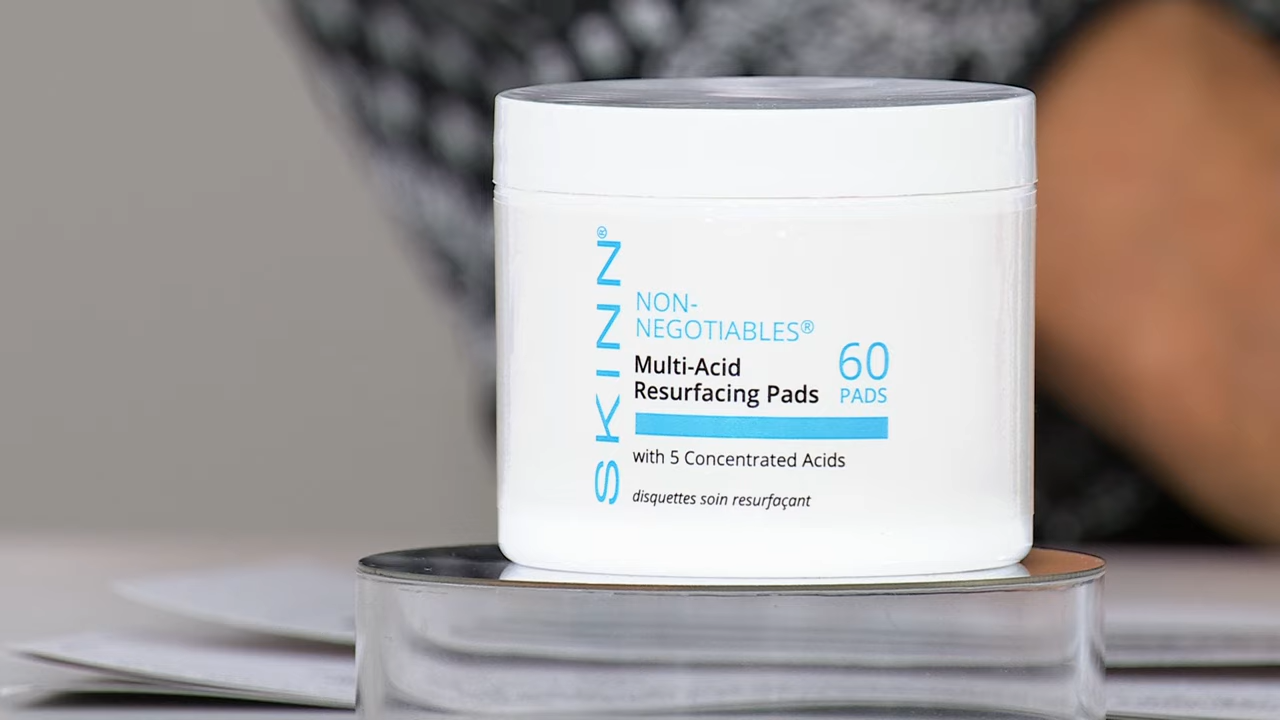 SKINN®
NON-
NEGOTIABLES®
Multi-Acid
Resurfacing Pads
60
PADS
with 5 Concentrated Acids
disquettes soin resurfaçant